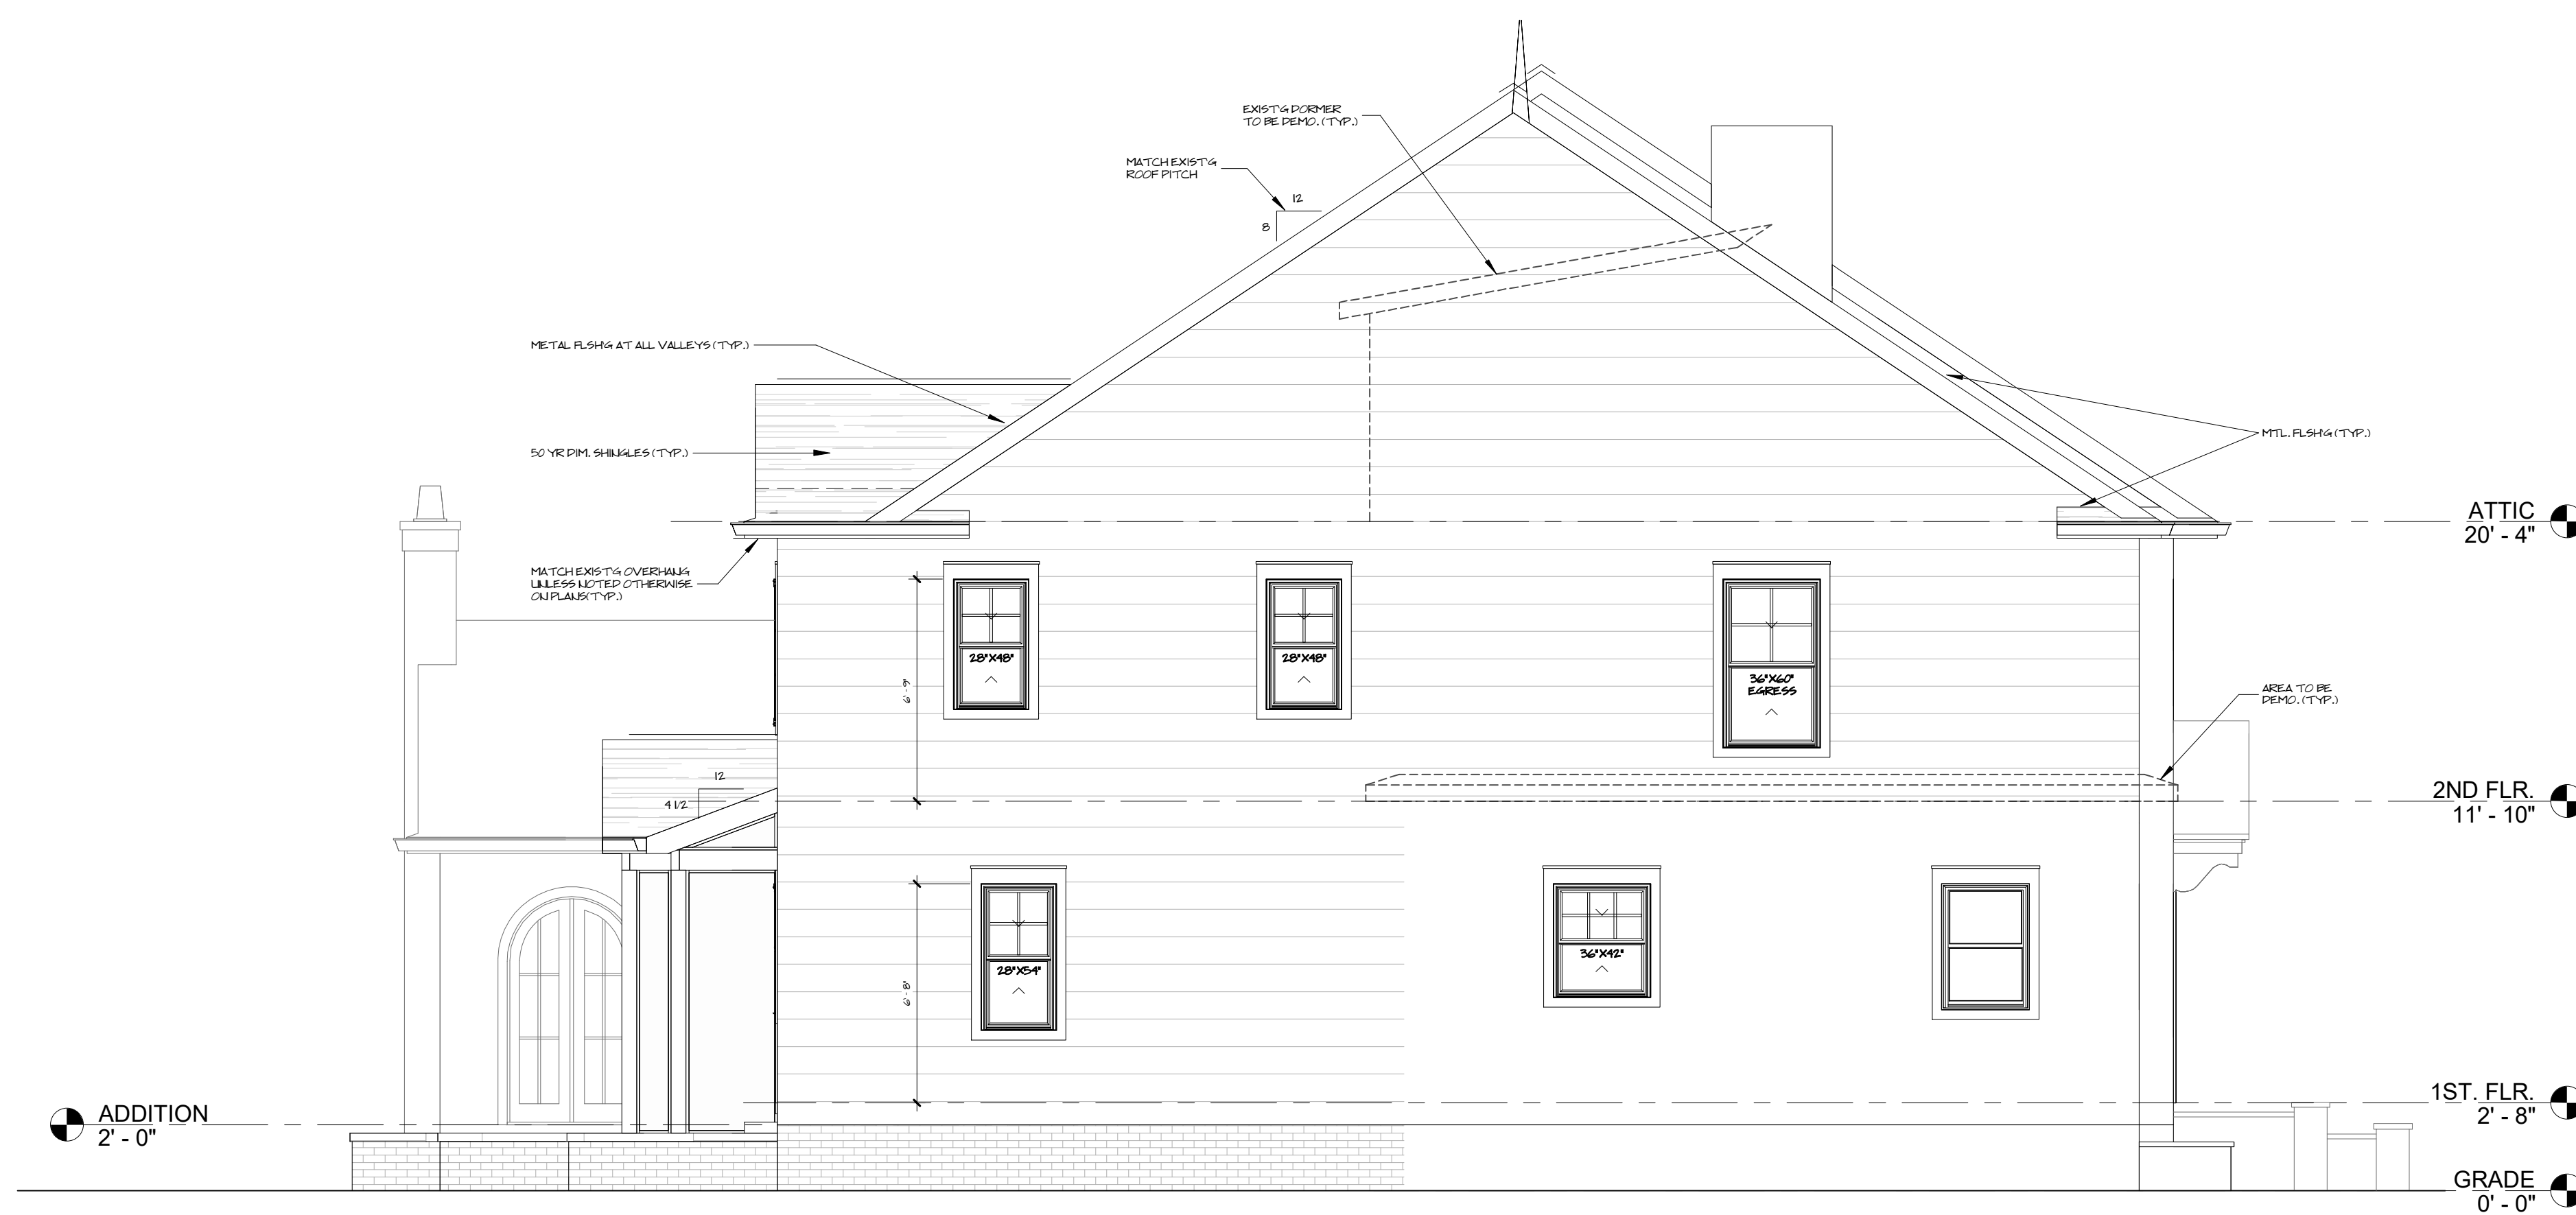 EXIST'G DORMER
TO BE DEMO. (TYP.)
MATCH EXIST'G
ROOF PITCH
12
8
METAL FLSH'G AT ALL VALLEYS (TYP.)
50 YR DIM. SHINGLES (TYP.)
MTL. FLSH'G (TYP.)
ATTIC
20' - 4"
MATCH EXIST'G OVERHANG
UNLESS NOTED OTHERWISE
ON PLANS(TYP.)
28"X48"
28"X48"
36"X60"
EGRESS
6' - 9"
AREA TO BE
DEMO. (TYP.)
12
4 1/2
2ND FLR.
11' - 10"
28"X54"
36"X42"
6' - 8"
1ST. FLR.
2' - 8"
ADDITION
2' - 0"
GRADE
0' - 0"